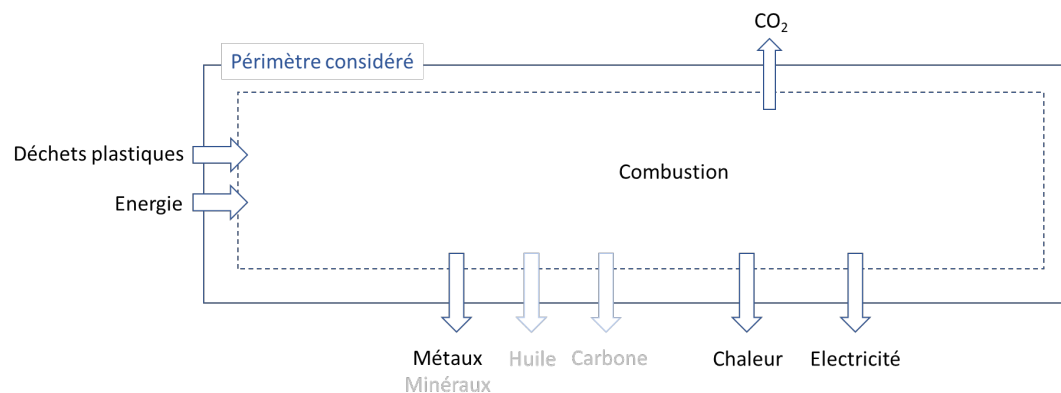 CO₂
Périmètre considéré
Déchets plastiques
Combustion
Energie
Métaux Huile Carbone Chaleur Electricité
Minéraux